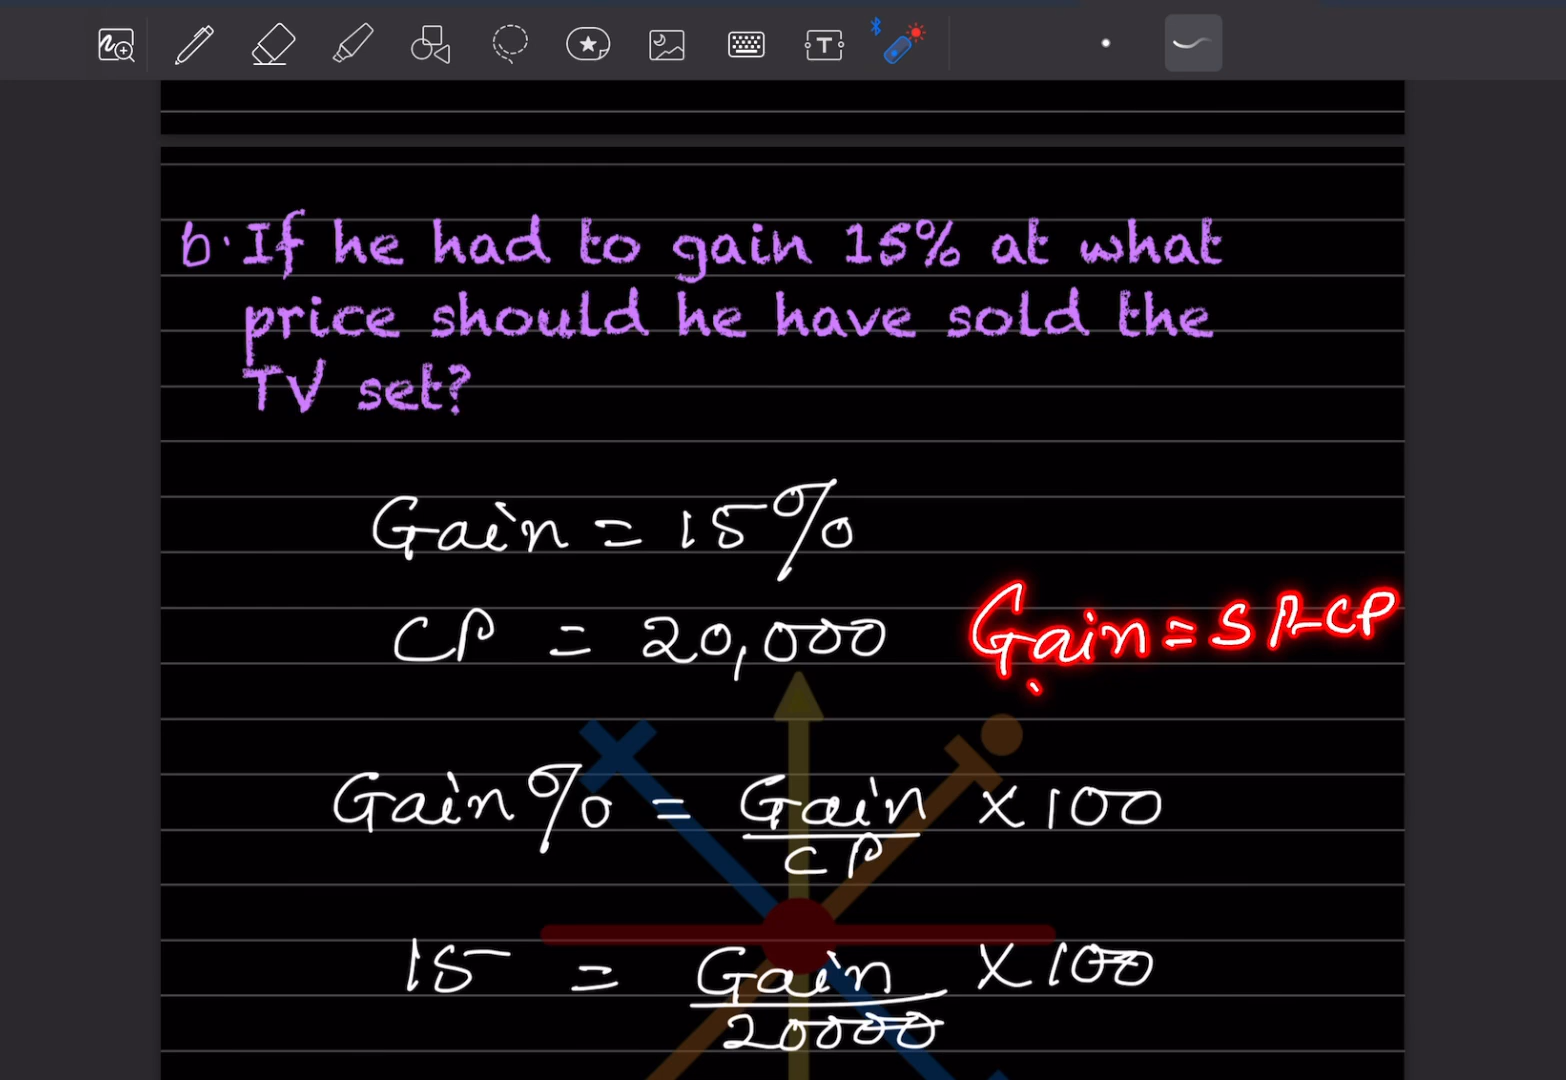 b. If he had to gain 15% at what
price should he have sold the
TV set?
Gain = 15%
CP = 20,000
Gain = SP-CP
Gain% = Gain/CP × 100
15 = Gain/20000 × 100